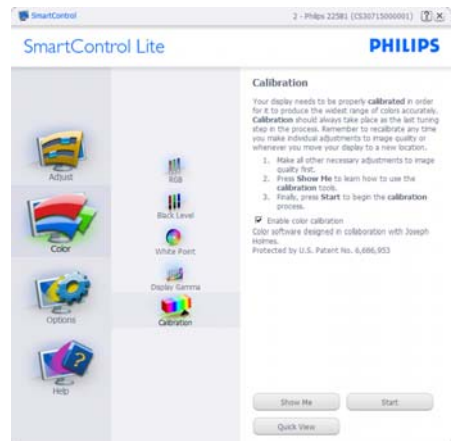 SmartControl
2 - Philips 225B1 (CS30715000001)
SmartControl Lite
PHILIPS
Adjust
Color
Options
Help
RGB
Black Level
White Point
Display Gamma
Calibration
Calibration
Your display needs to be properly calibrated in order
for it to produce the widest range of colors accurately.
Calibration should always take place as the last tuning
step in the process. Remember to recalibrate any time
you make individual adjustments to image quality or
whenever you move your display to a new location.
1. Make all other necessary adjustments to image
quality first.
2. Press Show Me to learn how to use the
calibration tools.
3. Finally, press Start to begin the calibration
process.
Enable color calibration
Color software designed in collaboration with Joseph
Holmes.
Protected by U.S. Patent No. 6,686,953
Show Me
Start
Quick View